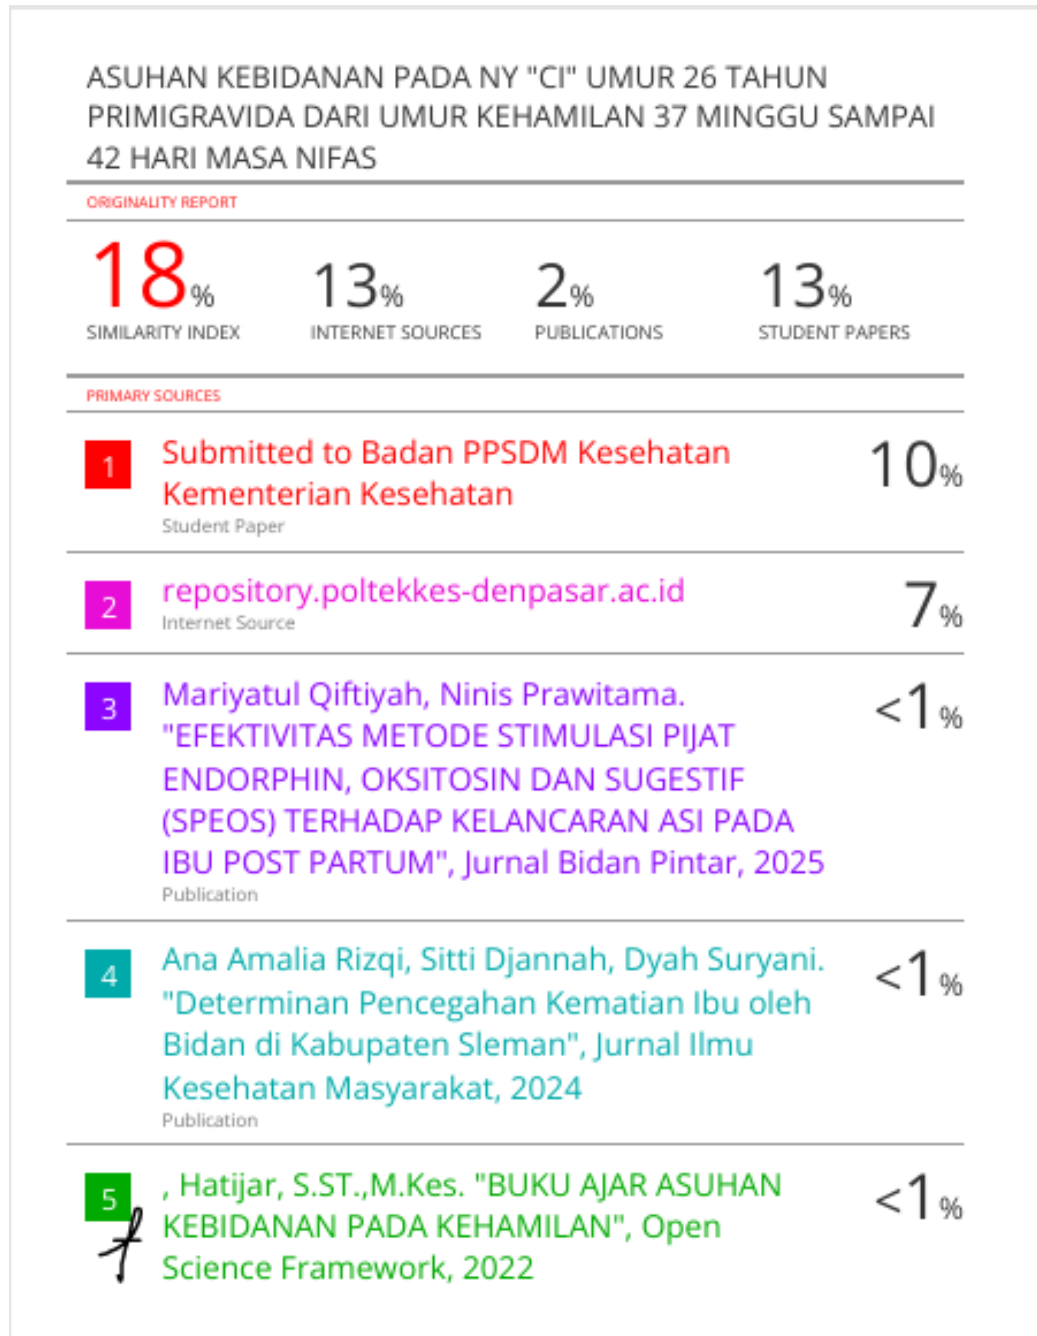 ASUHAN KEBIDANAN PADA NY "CI" UMUR 26 TAHUN
PRIMIGRAVIDA DARI UMUR KEHAMILAN 37 MINGGU SAMPAI
42 HARI MASA NIFAS
ORIGINALITY REPORT
18% 13% 2% 13%
SIMILARITY INDEX INTERNET SOURCES PUBLICATIONS STUDENT PAPERS
PRIMARY SOURCES
1 Submitted to Badan PPSDM Kesehatan 10%
Kementerian Kesehatan
Student Paper
2 repository.poltekkes-denpasar.ac.id 7%
Internet Source
3 Mariyatul Qiftiyah, Ninis Prawitama. <1%
"EFEKTIVITAS METODE STIMULASI PIJAT
ENDORPHIN, OKSITOSIN DAN SUGESTIF
(SPEOS) TERHADAP KELANCARAN ASI PADA
IBU POST PARTUM", Jurnal Bidan Pintar, 2025
Publication
4 Ana Amalia Rizqi, Sitti Djannah, Dyah Suryani. <1%
"Determinan Pencegahan Kematian Ibu oleh
Bidan di Kabupaten Sleman", Jurnal Ilmu
Kesehatan Masyarakat, 2024
Publication
5 , Hatijar, S.ST.,M.Kes. "BUKU AJAR ASUHAN <1%
KEBIDANAN PADA KEHAMILAN", Open
Science Framework, 2022